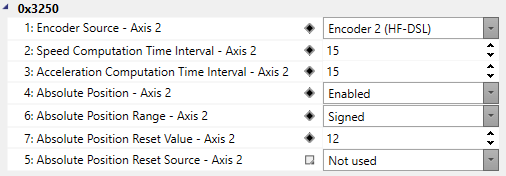 0x3250
1: Encoder Source - Axis 2 Encoder 2 (HF-DSL)
2: Speed Computation Time Interval - Axis 2 15
3: Acceleration Computation Time Interval - Axis 2 15
4: Absolute Position - Axis 2 Enabled
6: Absolute Position Range - Axis 2 Signed
7: Absolute Position Reset Value - Axis 2 12
5: Absolute Position Reset Source - Axis 2 Not used